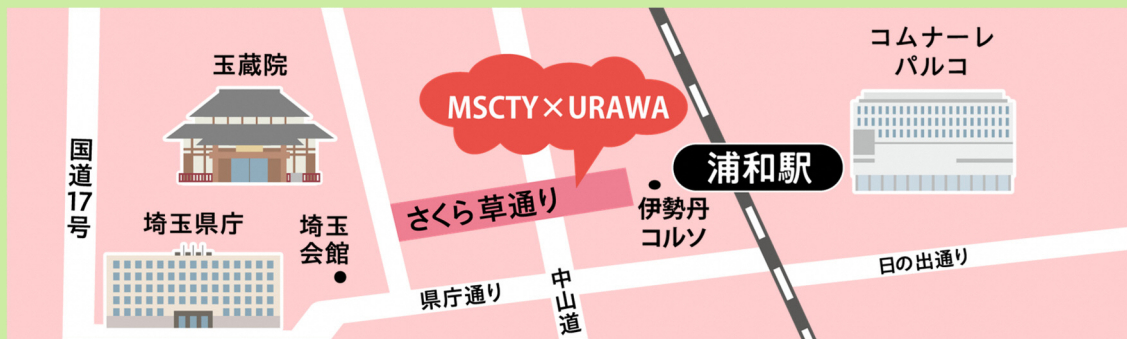 玉蔵院
国道17号
埼玉県庁
埼玉
会館
MSCTY×URAWA
さくら草通り
県庁通り
中山道
伊勢丹
コルソ
浦和駅
コムナーレ
パルコ
日の出通り